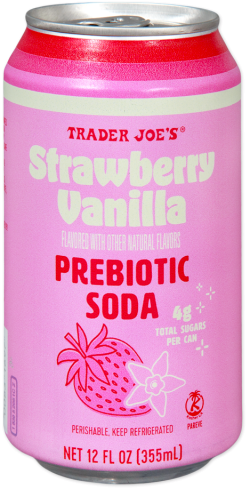 TRADER JOE'S®
Strawberry
Vanilla
FLAVORED WITH OTHER NATURAL FLAVORS
PREBIOTIC
SODA
4g
TOTAL SUGARS
PER CAN
K
PAREVE
PERISHABLE, KEEP REFRIGERATED
NET 12 FL OZ (355mL)